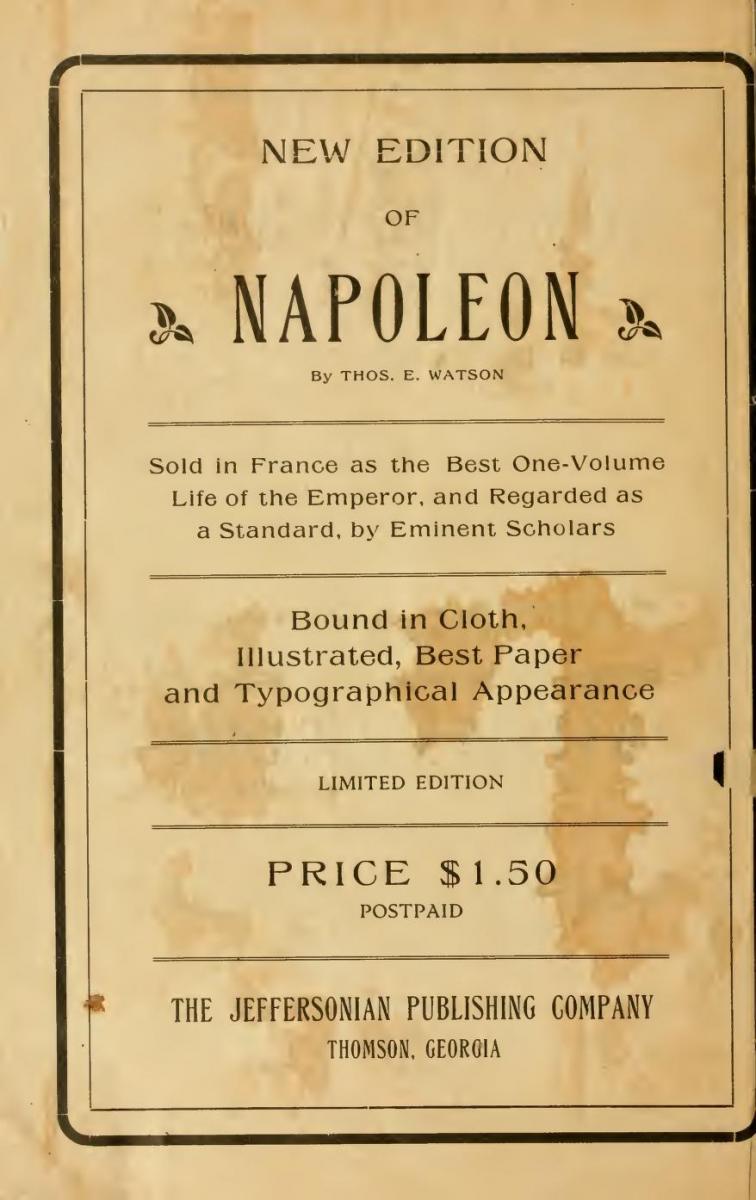 NEW EDITION
OF
NAPOLEON
By THOS. E. WATSON
Sold in France as the Best One-Volume
Life of the Emperor, and Regarded as
a Standard, by Eminent Scholars
Bound in Cloth,
Illustrated, Best Paper
and Typographical Appearance
LIMITED EDITION
PRICE $1.50
POSTPAID
THE JEFFERSONIAN PUBLISHING COMPANY
THOMSON, GEORGIA